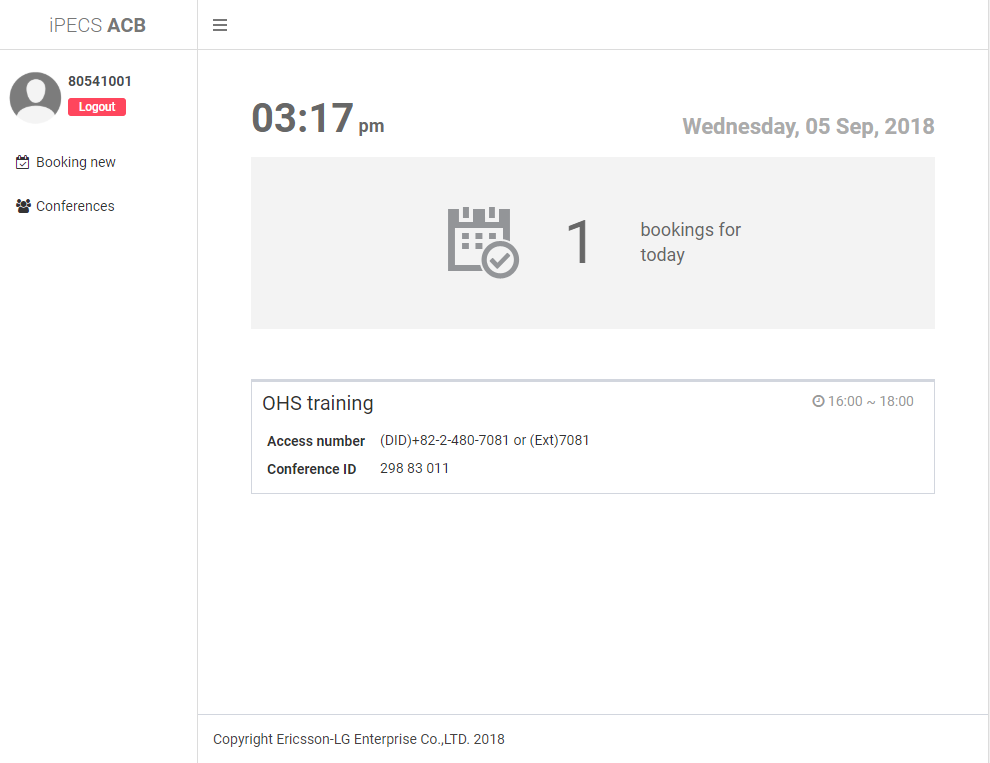 iPECS ACB
80541001
Logout
Booking new
Conferences
03:17 pm
Wednesday, 05 Sep, 2018
1
bookings for
today
OHS training
16:00 ~ 18:00
Access number (DID)+82-2-480-7081 or (Ext)7081
Conference ID 298 83 011
Copyright Ericsson-LG Enterprise Co.,LTD. 2018